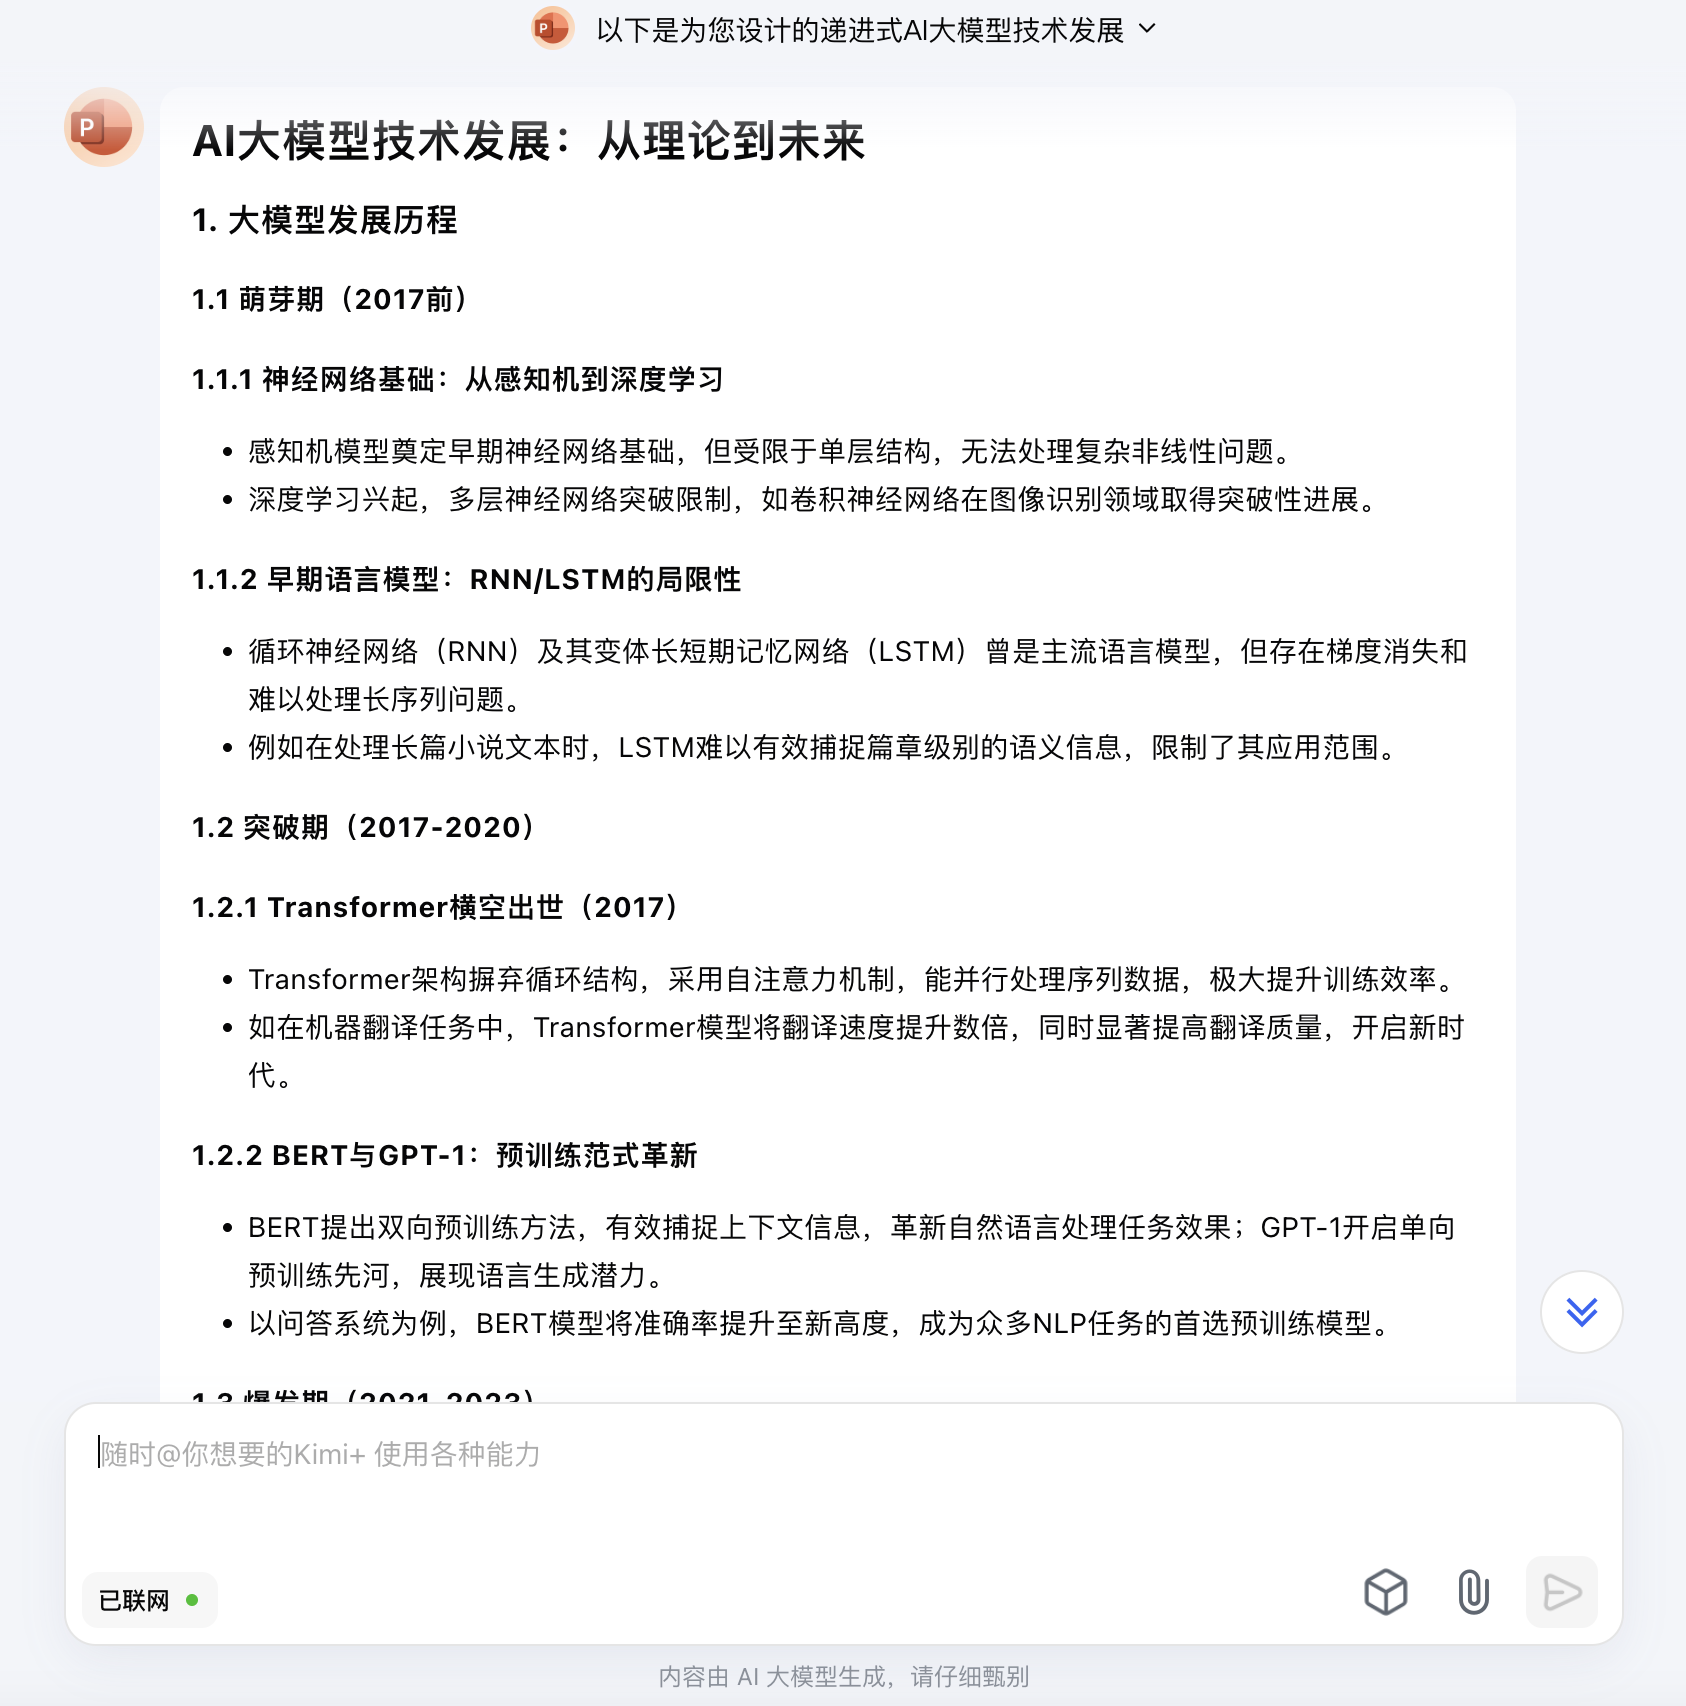 以下是为您设计的递进式AI大模型技术发展
P
AI大模型技术发展：从理论到未来
1. 大模型发展历程
1.1 萌芽期（2017前）
1.1.1 神经网络基础：从感知机到深度学习
感知机模型奠定早期神经网络基础，但受限于单层结构，无法处理复杂非线性问题。
深度学习兴起，多层神经网络突破限制，如卷积神经网络在图像识别领域取得突破性进展。
1.1.2 早期语言模型：RNN/LSTM的局限性
循环神经网络（RNN）及其变体长短期记忆网络（LSTM）曾是主流语言模型，但存在梯度消失和
难以处理长序列问题。
例如在处理长篇小说文本时，LSTM难以有效捕捉篇章级别的语义信息，限制了其应用范围。
1.2 突破期（2017-2020）
1.2.1 Transformer横空出世（2017）
Transformer架构摒弃循环结构，采用自注意力机制，能并行处理序列数据，极大提升训练效率。
如在机器翻译任务中，Transformer模型将翻译速度提升数倍，同时显著提高翻译质量，开启新时
代。
1.2.2 BERT与GPT-1：预训练范式革新
BERT提出双向预训练方法，有效捕捉上下文信息，革新自然语言处理任务效果；GPT-1开启单向
预训练先河，展现语言生成潜力。
以问答系统为例，BERT模型将准确率提升至新高度，成为众多NLP任务的首选预训练模型。
1.3 爆发期（2021-2023）
随时@你想要的Kimi+ 使用各种能力
已联网
内容由 AI 大模型生成，请仔细甄别